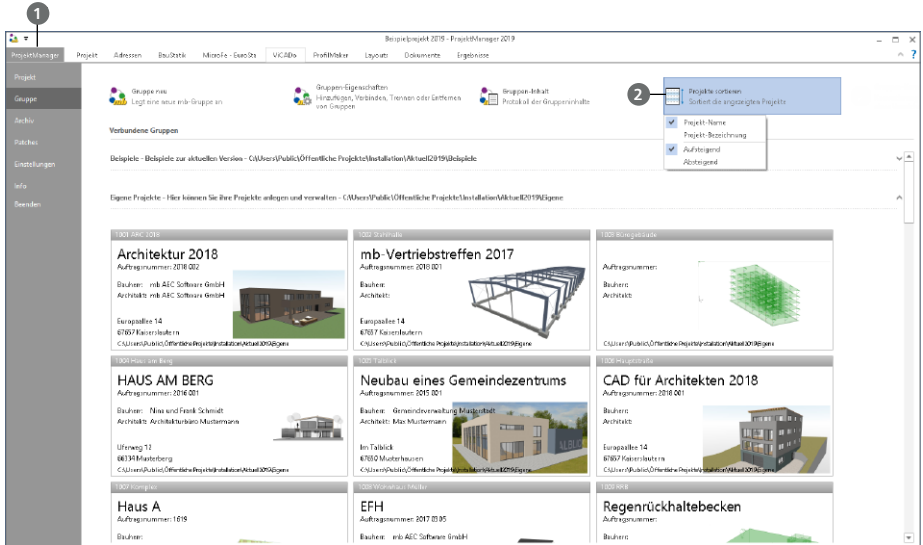 1
Beispielprojekt 2019 - ProjektManager 2019
ProjektManager Projekt Adressen BauStatik MicroFe - EuroSta ViCADo ProfilMaker Layouts Dokumente Ergebnisse
?
Projekt
Gruppe
Archiv
Patches
Einstellungen
Info
Beenden
Gruppe neu
Legt eine neue mb-Gruppe an
Gruppen-Eigenschaften
Hinzufügen, Verbinden, Trennen oder Entfernen
von Gruppen
Gruppen-Inhalt
Protokoll der Gruppeninhalte
2
Projekte sortieren
Sortiert die angezeigten Projekte
Projekt-Name
Projekt-Bezeichnung
Aufsteigend
Absteigend
Verbundene Gruppen
Beispiele - Beispiele zur aktuellen Version - C:\Users\Public\Öffentliche Projekte\Installation\Aktuell2019\Beispiele
Eigene Projekte - Hier können Sie ihre Projekte anlegen und verwalten - C:\Users\Public\Öffentliche Projekte\Installation\Aktuell2019\Eigene
1001 AEC 2018
Architektur 2018
Auftragsnummer: 2018 002
Bauherr: mb AEC Software GmbH
Architekt: mb AEC Software GmbH
Europaallee 14
67657 Kaiserslautern
C:\Users\Public\Öffentliche Projekte\Installation\Aktuell2019\Eigene
1002 Stahlhalle
mb-Vertriebstreffen 2017
Auftragsnummer: 2018 001
Bauherr:
Architekt:
Europaallee 14
67657 Kaiserslautern
C:\Users\Public\Öffentliche Projekte\Installation\Aktuell2019\Eigene
1003 Bürogebäude
Auftragsnummer:
Bauherr:
Architekt:
C:\Users\Public\Öffentliche Projekte\Installation\Aktuell2019\Eigene
1004 Haus am Berg
HAUS AM BERG
Auftragsnummer: 2016 001
Bauherr: Nina und Frank Schmidt
Architekt: Architekturbüro Mustermann
Uferweg 12
66134 Musterberg
C:\Users\Public\Öffentliche Projekte\Installation\Aktuell2019\Eigene
1005 Talblick
Neubau eines Gemeindezentrums
Auftragsnummer: 2015 001
Bauherr: Gemeindeverwaltung Musterstadt
Architekt: Max Mustermann
Im Talblick
67650 Musterhausen
C:\Users\Public\Öffentliche Projekte\Installation\Aktuell2019\Eigene
1006 Hauptstraße
CAD für Architekten 2018
Auftragsnummer: 2018 001
Bauherr:
Architekt:
Europaallee 14
67657 Kaiserslautern
C:\Users\Public\Öffentliche Projekte\Installation\Aktuell2019\Eigene
1007 Komplex
Haus A
Auftragsnummer: 1619
Bauherr:
1008 Wohnhaus Müller
EFH
Auftragsnummer: 2017 0305
Bauherr: mb AEC Software GmbH
1009 RRB
Regenrückhaltebecken
Auftragsnummer:
Bauherr: